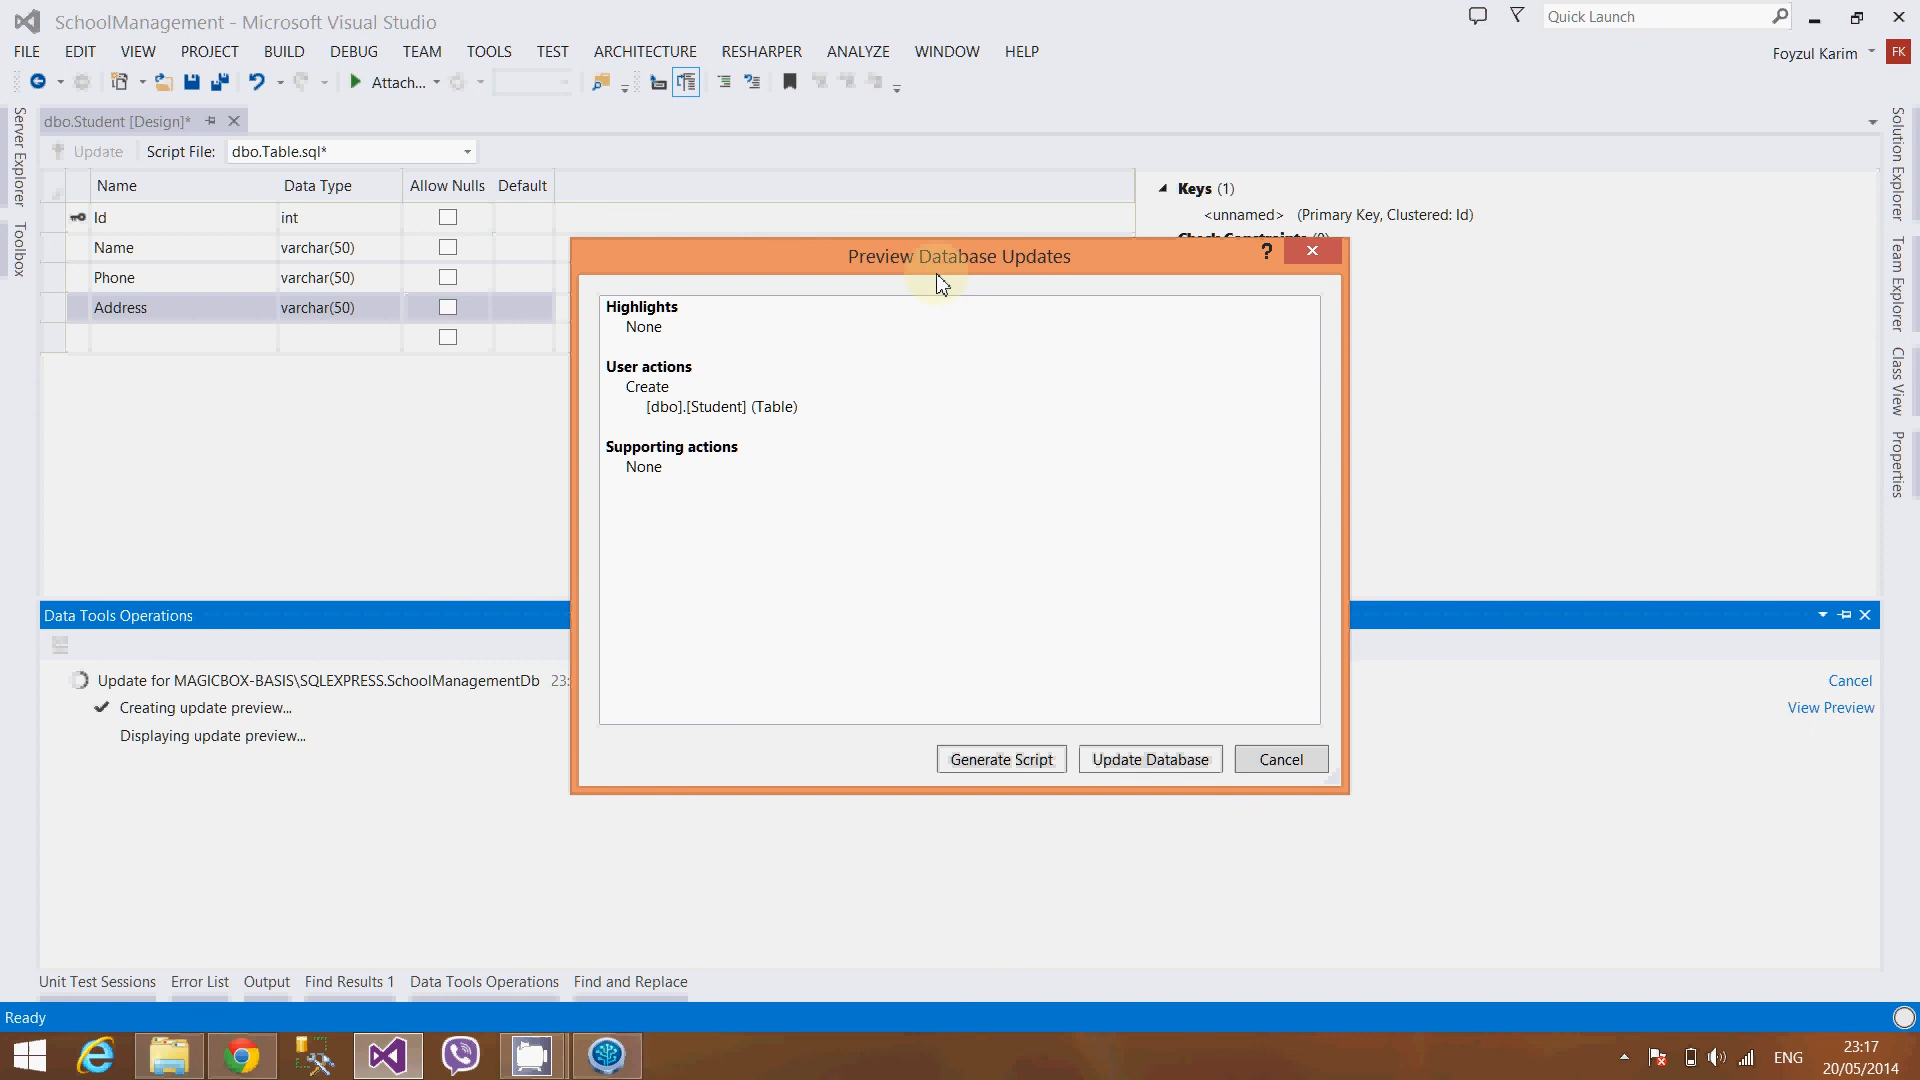 SchoolManagement - Microsoft Visual Studio
Quick Launch
FILE EDIT VIEW PROJECT BUILD DEBUG TEAM TOOLS TEST ARCHITECTURE RESHARPER ANALYZE WINDOW HELP
Foyzul Karim FK
Attach...
Server Explorer
Toolbox
dbo.Student [Design]*
Update Script File: dbo.Table.sql*
Name Data Type Allow Nulls Default
Id int
Name varchar(50)
Phone varchar(50)
Address varchar(50)
Keys (1)
<unnamed> (Primary Key, Clustered: Id)
Check Constraints (0)
Solution Explorer
Team Explorer
Class View
Properties
Preview Database Updates
?
Highlights
None
User actions
Create
[dbo].[Student] (Table)
Supporting actions
None
Generate Script Update Database Cancel
Data Tools Operations
Update for MAGICBOX-BASIS\SQLEXPRESS.SchoolManagementDb 23:
Cancel
Creating update preview...
View Preview
Displaying update preview...
Unit Test Sessions Error List Output Find Results 1 Data Tools Operations Find and Replace
Ready
ENG
23:17
20/05/2014